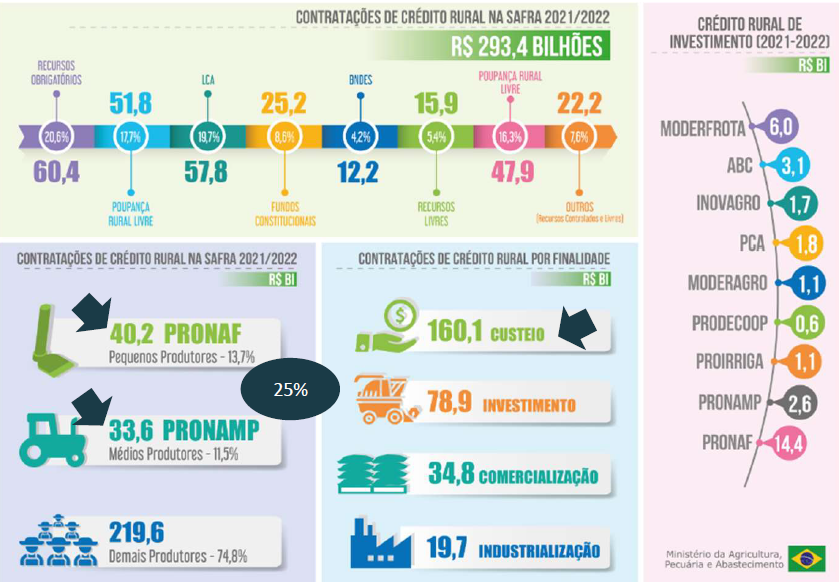 CONTRATAÇÕES DE CRÉDITO RURAL NA SAFRA 2021/2022
R$ 293,4 BILHÕES
RECURSOS
OBRIGATÓRIOS
20,6%
60,4
51,8
17,7%
POUPANÇA
RURAL LIVRE
LCA
19,7%
57,8
25,2
8,6%
FUNDOS
CONSTITUCIONAIS
BNDES
4,2%
12,2
15,9
5,4%
RECURSOS
LIVRES
POUPANÇA RURAL
LIVRE
16,3%
47,9
22,2
7,6%
OUTROS
(Recursos Controlados e Livres)
CONTRATAÇÕES DE CRÉDITO RURAL NA SAFRA 2021/2022
R$ BI
40,2 PRONAF
Pequenos Produtores - 13,7%
33,6 PRONAMP
Médios Produtores - 11,5%
25%
219,6
Demais Produtores - 74,8%
CONTRATAÇÕES DE CRÉDITO RURAL POR FINALIDADE
R$ BI
160,1 CUSTEIO
78,9 INVESTIMENTO
34,8 COMERCIALIZAÇÃO
19,7 INDUSTRIALIZAÇÃO
CRÉDITO RURAL DE
INVESTIMENTO (2021-2022)
R$ BI
MODERFROTA 6,0
ABC 3,1
INOVAGRO 1,7
PCA 1,8
MODERAGRO 1,1
PRODECOOP 0,6
PROIRRIGA 1,1
PRONAMP 2,6
PRONAF 14,4
Ministério da Agricultura,
Pecuária e Abastecimento